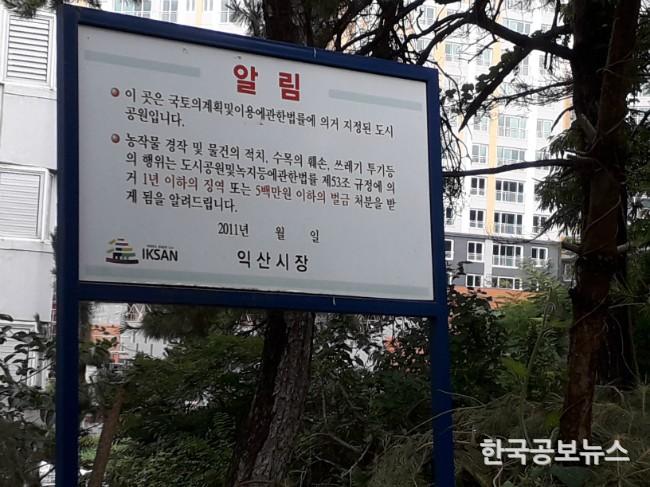 알 림
이 곳은 국토의계획및이용에관한법률에 의거 지정된 도시
공원입니다.
농작물 경작 및 물건의 적치, 수목의 훼손, 쓰레기 투기등
의 행위는 도시공원및녹지등에관한법률 제53조 규정에 의
거 1년 이하의 징역 또는 5백만원 이하의 벌금 처분을 받
게 됨을 알려드립니다.
2011년 월 일
IKSAN
익산시장
한국공보뉴스